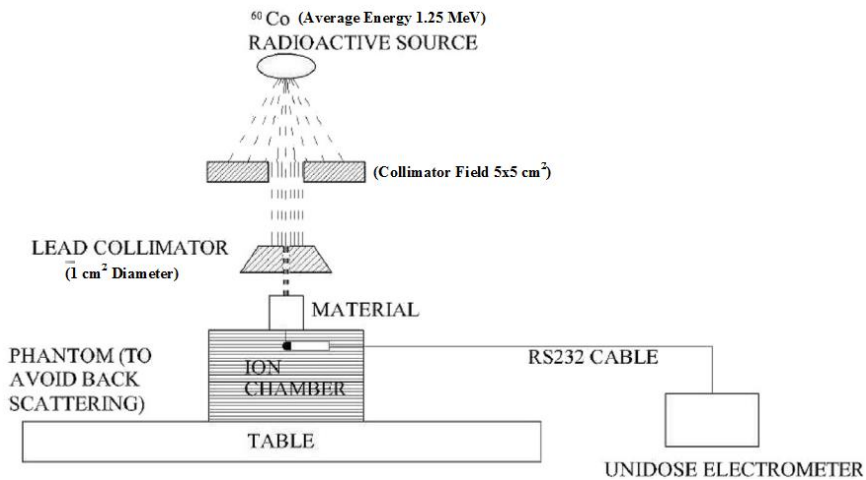 ⁶⁰Co (Average Energy 1.25 MeV)
RADIOACTIVE SOURCE
(Collimator Field 5x5 cm²)
LEAD COLLIMATOR
(1 cm² Diameter)
MATERIAL
PHANTOM (TO
AVOID BACK
SCATTERING)
ION
CHAMBER
RS232 CABLE
TABLE
UNIDOSE ELECTROMETER